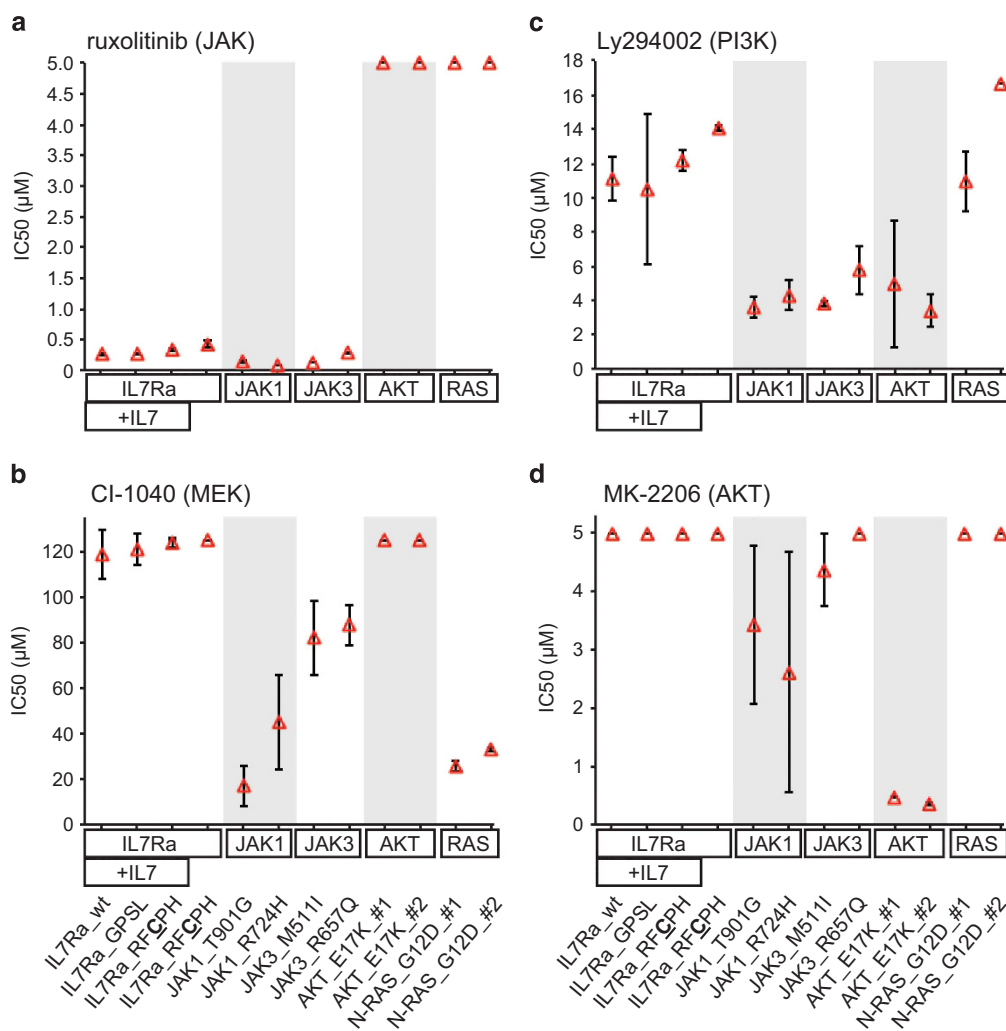 a
ruxolitinib (JAK)
IC50 (µM)
5.0
4.5
4.0
3.5
3.0
2.5
2.0
1.5
1.0
0.5
0
IL7Ra JAK1 JAK3 AKT RAS
+IL7
c
Ly294002 (PI3K)
IC50 (µM)
18
16
14
12
10
8
6
4
2
0
IL7Ra JAK1 JAK3 AKT RAS
+IL7
b
CI-1040 (MEK)
IC50 (µM)
120
100
80
60
40
20
0
IL7Ra JAK1 JAK3 AKT RAS
+IL7
IL7Ra_wt
IL7Ra_GPSL
IL7Ra_RFCPH
IL7Ra_RFCPH
JAK1_T901G
JAK1_R724H
JAK3_M511I
JAK3_R657Q
AKT_E17K_#1
AKT_E17K_#2
N-RAS_G12D_#1
N-RAS_G12D_#2
d
MK-2206 (AKT)
IC50 (µM)
5
4
3
2
1
0
IL7Ra JAK1 JAK3 AKT RAS
+IL7
IL7Ra_wt
IL7Ra_GPSL
IL7Ra_RFCPH
IL7Ra_RFCPH
JAK1_T901G
JAK1_R724H
JAK3_M511I
JAK3_R657Q
AKT_E17K_#1
AKT_E17K_#2
N-RAS_G12D_#1
N-RAS_G12D_#2